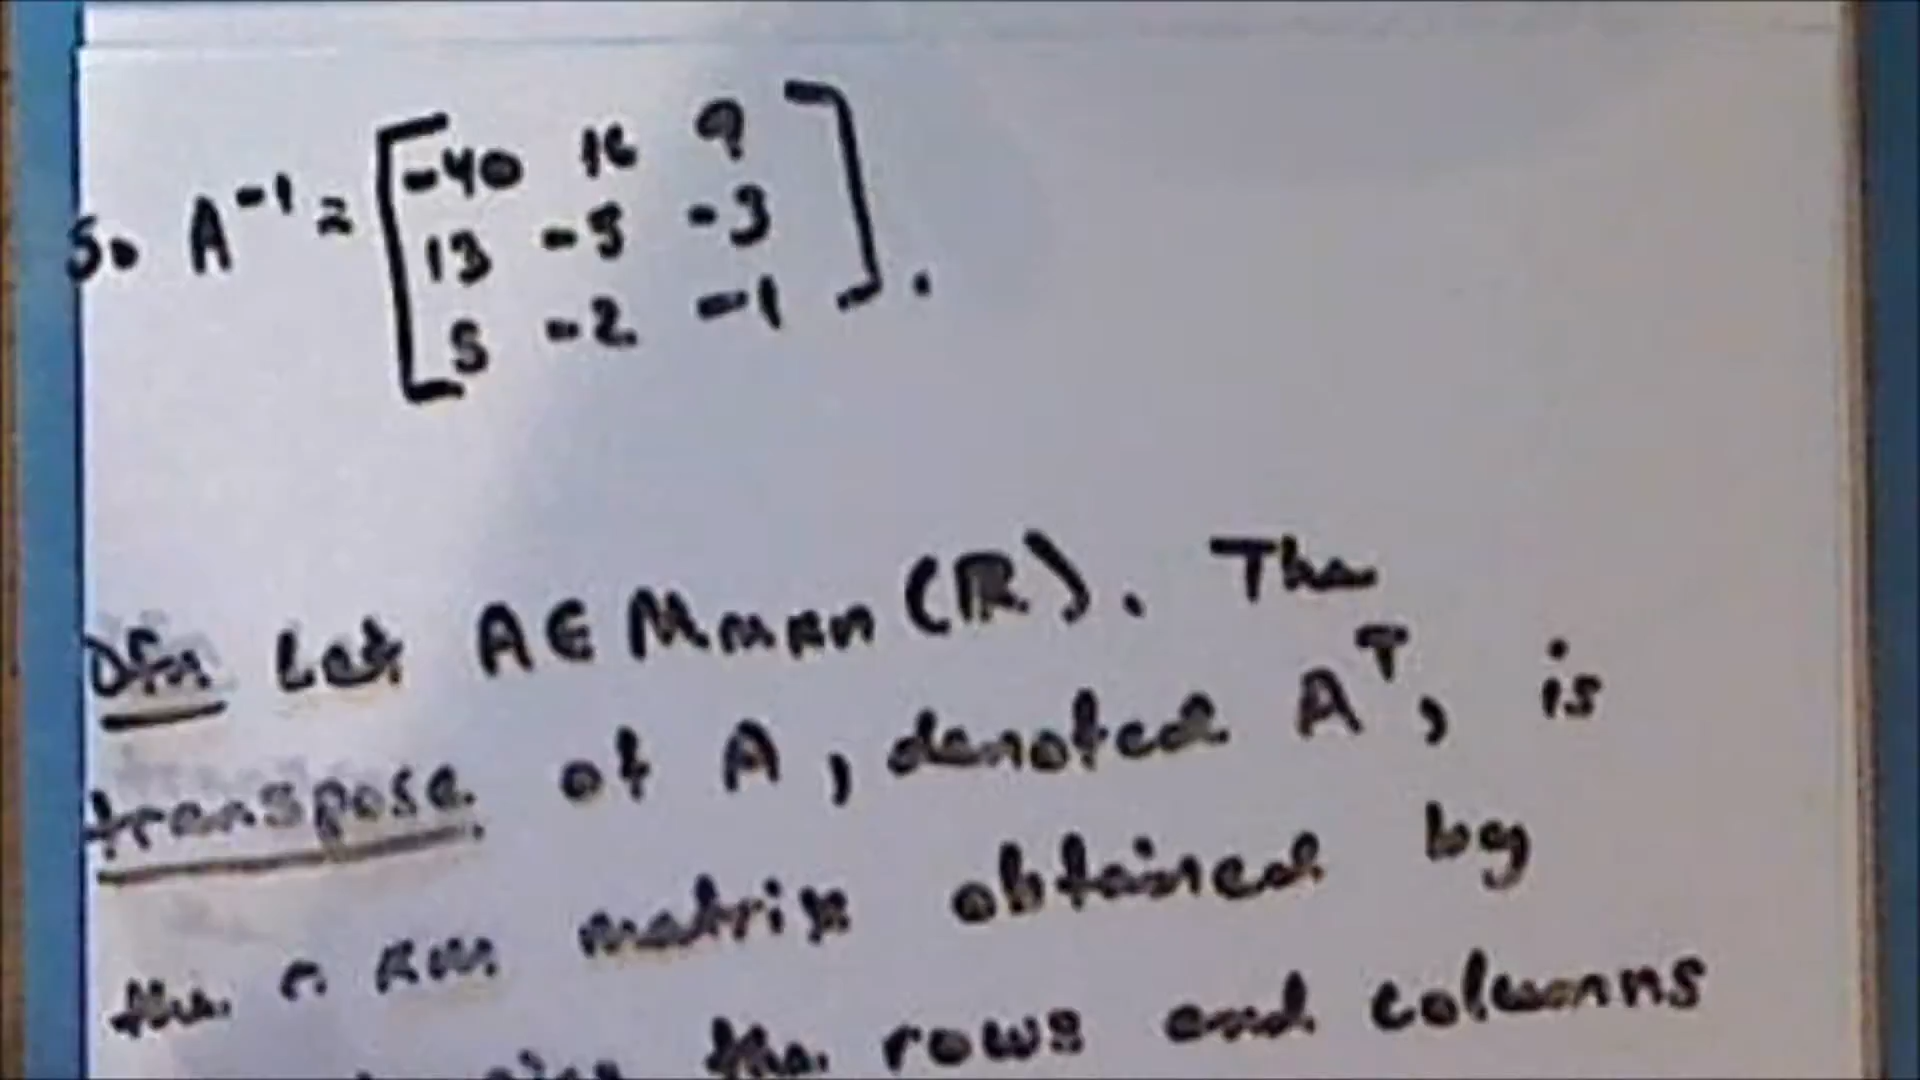 So A⁻¹ = [-40 16 9
13 -5 -3
5 -2 -1].
Dfn Let A∈Mmxn(ℝ). The
transpose of A, denoted Aᵀ, is
the n xm matrix obtained by
the rows and columns